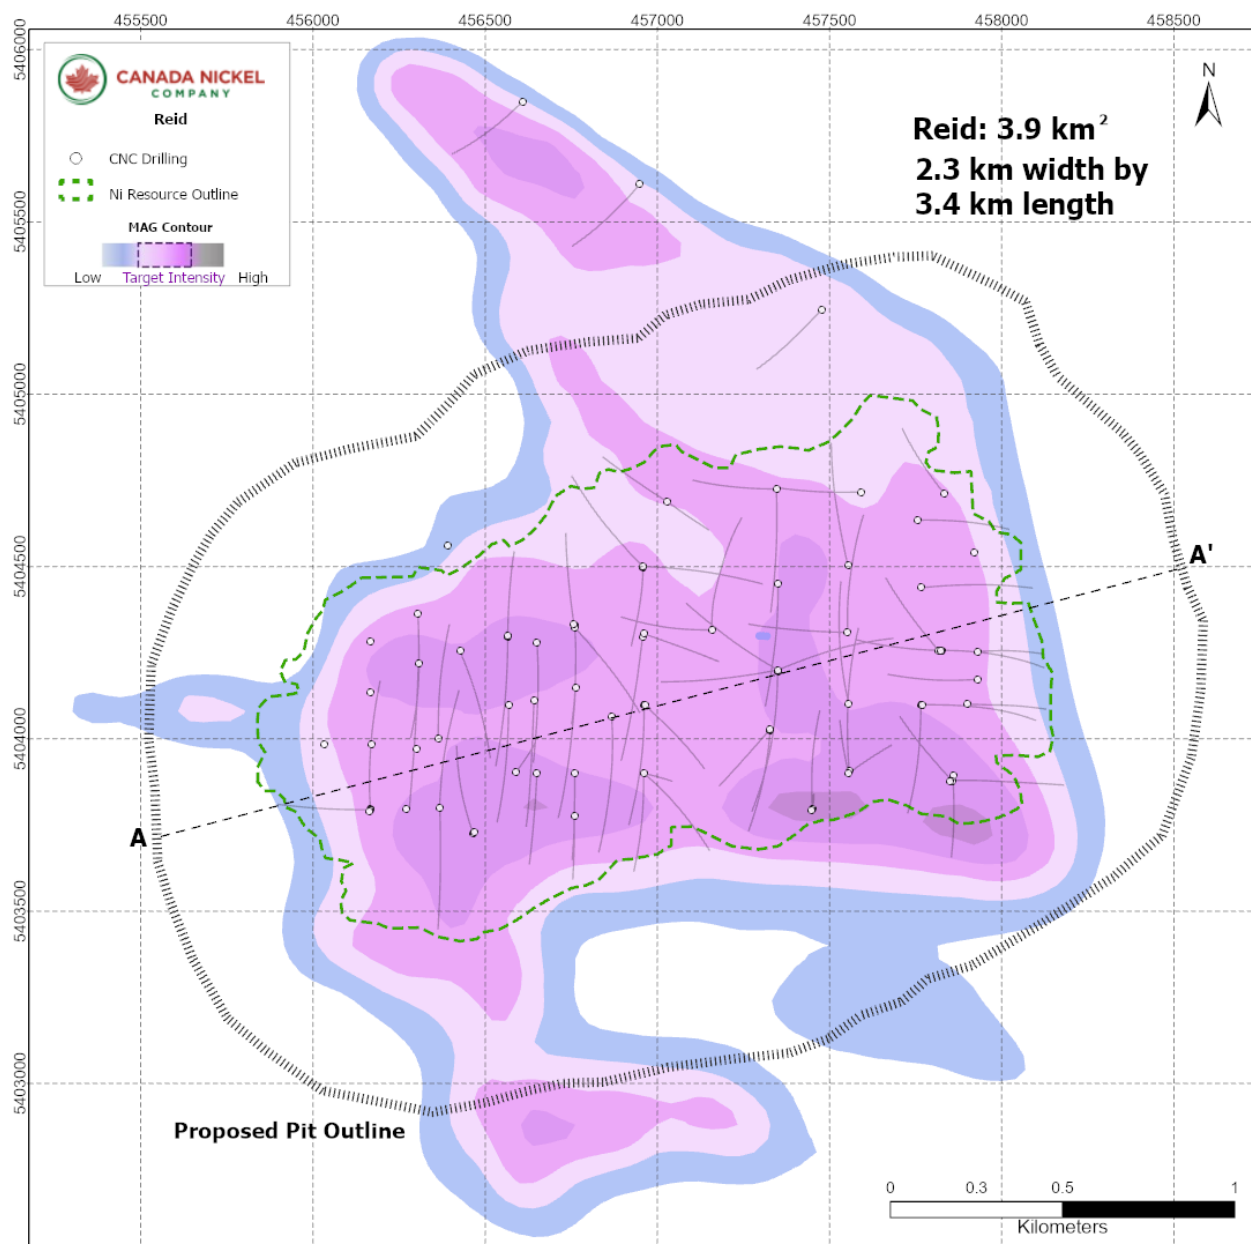 455500 456000 456500 457000 457500 458000 458500
5406000
5405500
5405000
5404500
5404000
5403500
5403000
CANADA NICKEL
COMPANY
Reid
CNC Drilling
Ni Resource Outline
MAG Contour
Low Target Intensity High
N
Reid: 3.9 km²
2.3 km width by
3.4 km length
A'
A
Proposed Pit Outline
0 0.3 0.5 1
Kilometers